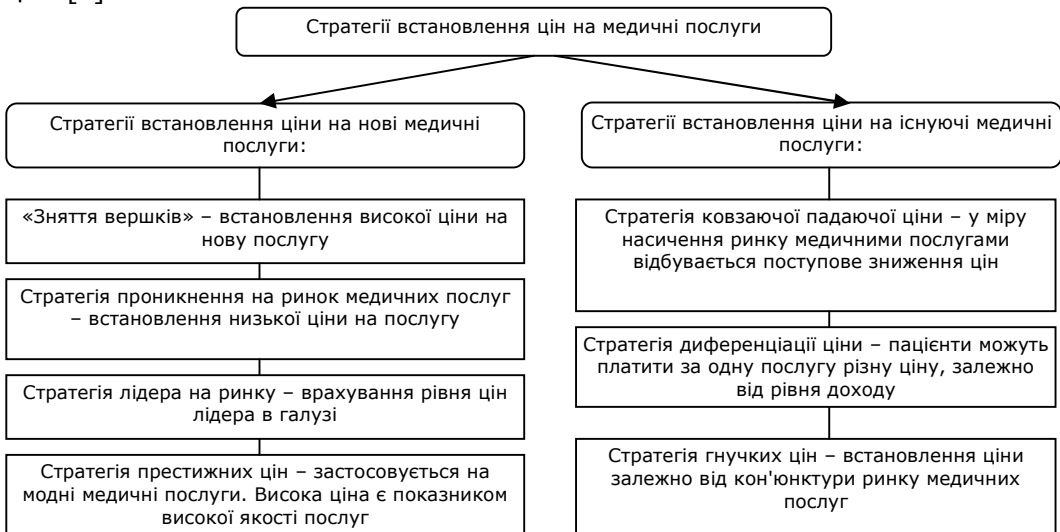 Стратегії встановлення цін на медичні послуги
Стратегії встановлення ціни на нові медичні
послуги:
«Зняття вершків» – встановлення високої ціни на
нову послугу
Стратегія проникнення на ринок медичних послуг
– встановлення низької ціни на послугу
Стратегія лідера на ринку – врахування рівня цін
лідера в галузі
Стратегія престижних цін – застосовується на
модні медичні послуги. Висока ціна є показником
високої якості послуг
Стратегії встановлення ціни на існуючі медичні
послуги:
Стратегія ковзаючої падаючої ціни – у міру
насичення ринку медичними послугами
відбувається поступове зниження цін
Стратегія диференціації ціни – пацієнти можуть
платити за одну послугу різну ціну, залежно
від рівня доходу
Стратегія гнучких цін – встановлення ціни
залежно від кон'юнктури ринку медичних
послуг